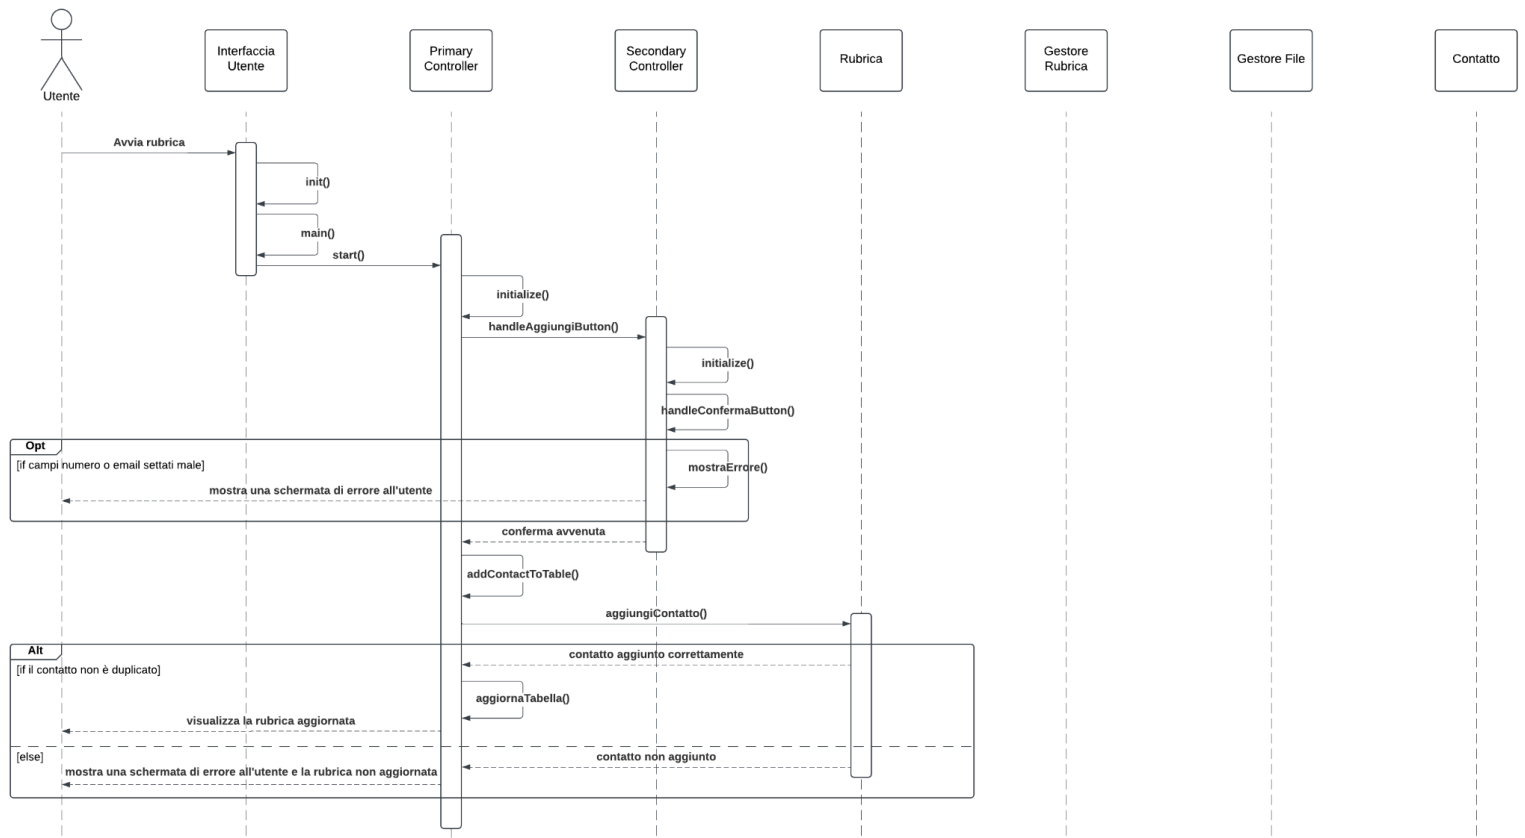 Utente
Interfaccia
Utente
Primary
Controller
Secondary
Controller
Rubrica
Gestore
Rubrica
Gestore File
Contatto
Avvia rubrica
init()
main()
start()
initialize()
handleAggiungiButton()
initialize()
handleConfermaButton()
Opt
[if campi numero o email settati male]
mostraErrore()
mostra una schermata di errore all'utente
conferma avvenuta
addContactToTable()
aggiungiContatto()
Alt
[if il contatto non è duplicato]
contatto aggiunto correttamente
aggiornaTabella()
visualizza la rubrica aggiornata
[else]
contatto non aggiunto
mostra una schermata di errore all'utente e la rubrica non aggiornata